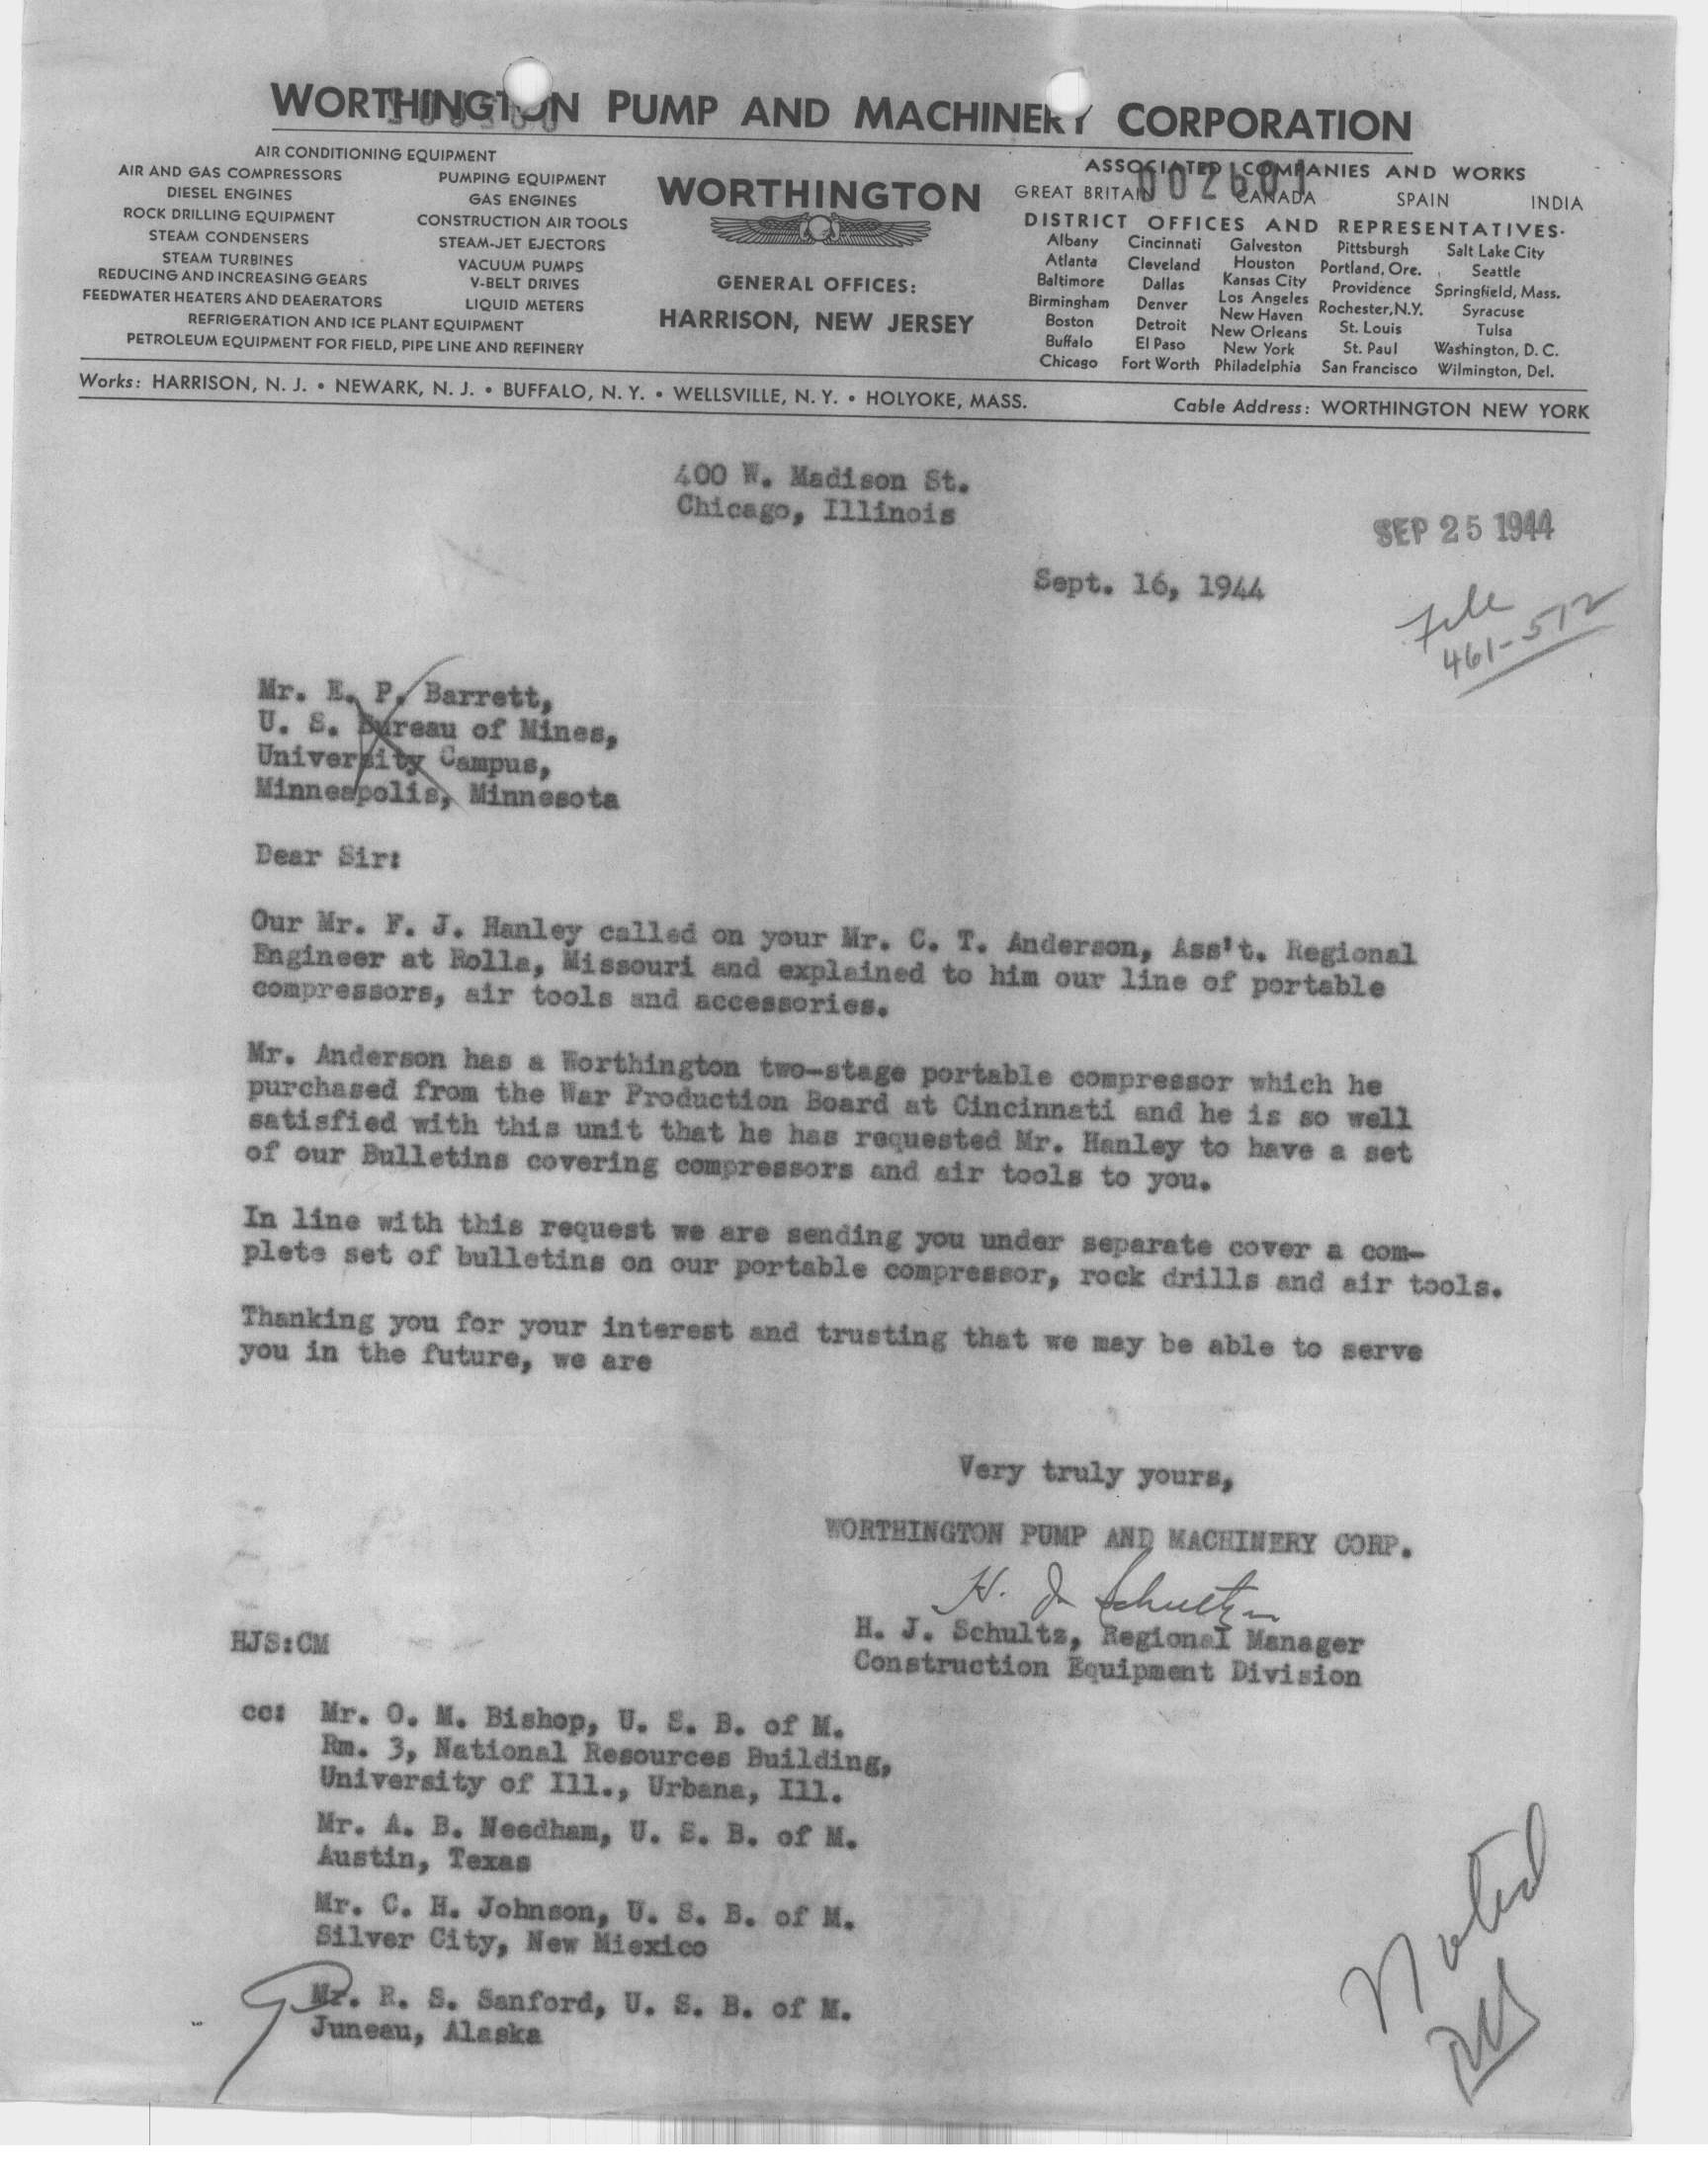 WORTHINGTON PUMP AND MACHINERY CORPORATION
AIR CONDITIONING EQUIPMENT
AIR AND GAS COMPRESSORS PUMPING EQUIPMENT
DIESEL ENGINES GAS ENGINES
ROCK DRILLING EQUIPMENT CONSTRUCTION AIR TOOLS
STEAM CONDENSERS STEAM-JET EJECTORS
STEAM TURBINES VACUUM PUMPS
REDUCING AND INCREASING GEARS V-BELT DRIVES
FEEDWATER HEATERS AND DEAERATORS LIQUID METERS
REFRIGERATION AND ICE PLANT EQUIPMENT
PETROLEUM EQUIPMENT FOR FIELD, PIPE LINE AND REFINERY
WORTHINGTON
GENERAL OFFICES:
HARRISON, NEW JERSEY
ASSOCIATED COMPANIES AND WORKS
GREAT BRITAIN CANADA SPAIN INDIA
DISTRICT OFFICES AND REPRESENTATIVES
Albany Cincinnati Galveston Pittsburgh Salt Lake City
Atlanta Cleveland Houston Portland, Ore. Seattle
Baltimore Dallas Kansas City Providence Springfield, Mass.
Birmingham Denver Los Angeles Rochester, N.Y. Syracuse
Boston Detroit New Haven St. Louis Tulsa
Buffalo El Paso New Orleans St. Paul Washington, D. C.
Chicago Fort Worth New York San Francisco Wilmington, Del.
Philadelphia
Works: HARRISON, N. J. • NEWARK, N. J. • BUFFALO, N. Y. • WELLSVILLE, N. Y. • HOLYOKE, MASS.
Cable Address: WORTHINGTON NEW YORK
400 W. Madison St.
Chicago, Illinois
SEP 25 1944
Sept. 16, 1944
File
461-572
Mr. E. P. Barrett,
U. S. Bureau of Mines,
University Campus,
Minneapolis, Minnesota
Dear Sir:
Our Mr. F. J. Hanley called on your Mr. C. T. Anderson, Ass't. Regional
Engineer at Rolla, Missouri and explained to him our line of portable
compressors, air tools and accessories.
Mr. Anderson has a Worthington two-stage portable compressor which he
purchased from the War Production Board at Cincinnati and he is so well
satisfied with this unit that he has requested Mr. Hanley to have a set
of our Bulletins covering compressors and air tools to you.
In line with this request we are sending you under separate cover a com-
plete set of bulletins on our portable compressor, rock drills and air tools.
Thanking you for your interest and trusting that we may be able to serve
you in the future, we are
Very truly yours,
WORTHINGTON PUMP AND MACHINERY CORP.
H. J. Schultz
H. J. Schultz, Regional Manager
Construction Equipment Division
HJS:CM
cc: Mr. O. M. Bishop, U. S. B. of M.
Rm. 3, National Resources Building,
University of Ill., Urbana, Ill.
Mr. A. B. Needham, U. S. B. of M.
Austin, Texas
Mr. C. H. Johnson, U. S. B. of M.
Silver City, New Miexico
Mr. R. S. Sanford, U. S. B. of M.
Juneau, Alaska
Noted